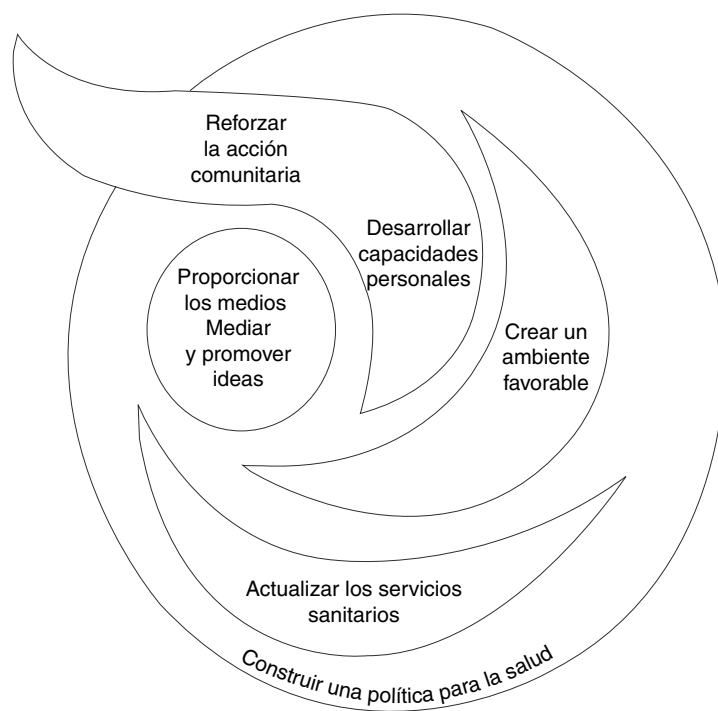 Reforzar
la acción
comunitaria
Desarrollar
capacidades
personales
Proporcionar
los medios
Mediar
y promover
ideas
Crear un
ambiente
favorable
Actualizar los servicios
sanitarios
Construir una política para la salud